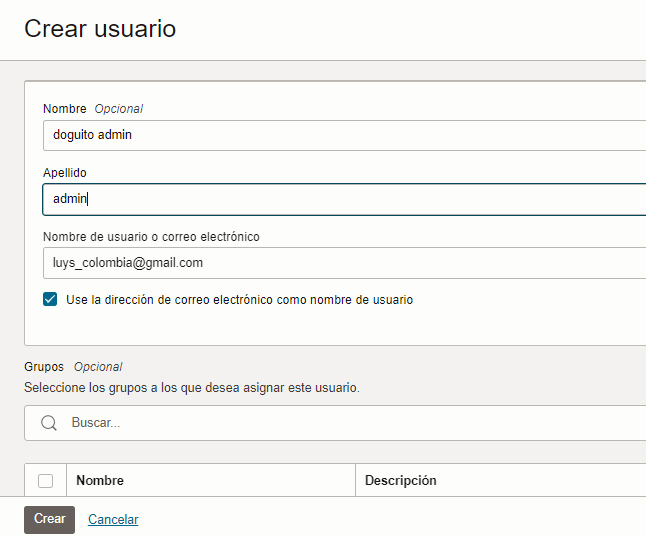 Crear usuario
Nombre Opcional
doguito admin
Apellido
admin
Nombre de usuario o correo electrónico
luys_colombia@gmail.com
Use la dirección de correo electrónico como nombre de usuario
Grupos Opcional
Seleccione los grupos a los que desea asignar este usuario.
Buscar...
Nombre Descripción
Crear Cancelar